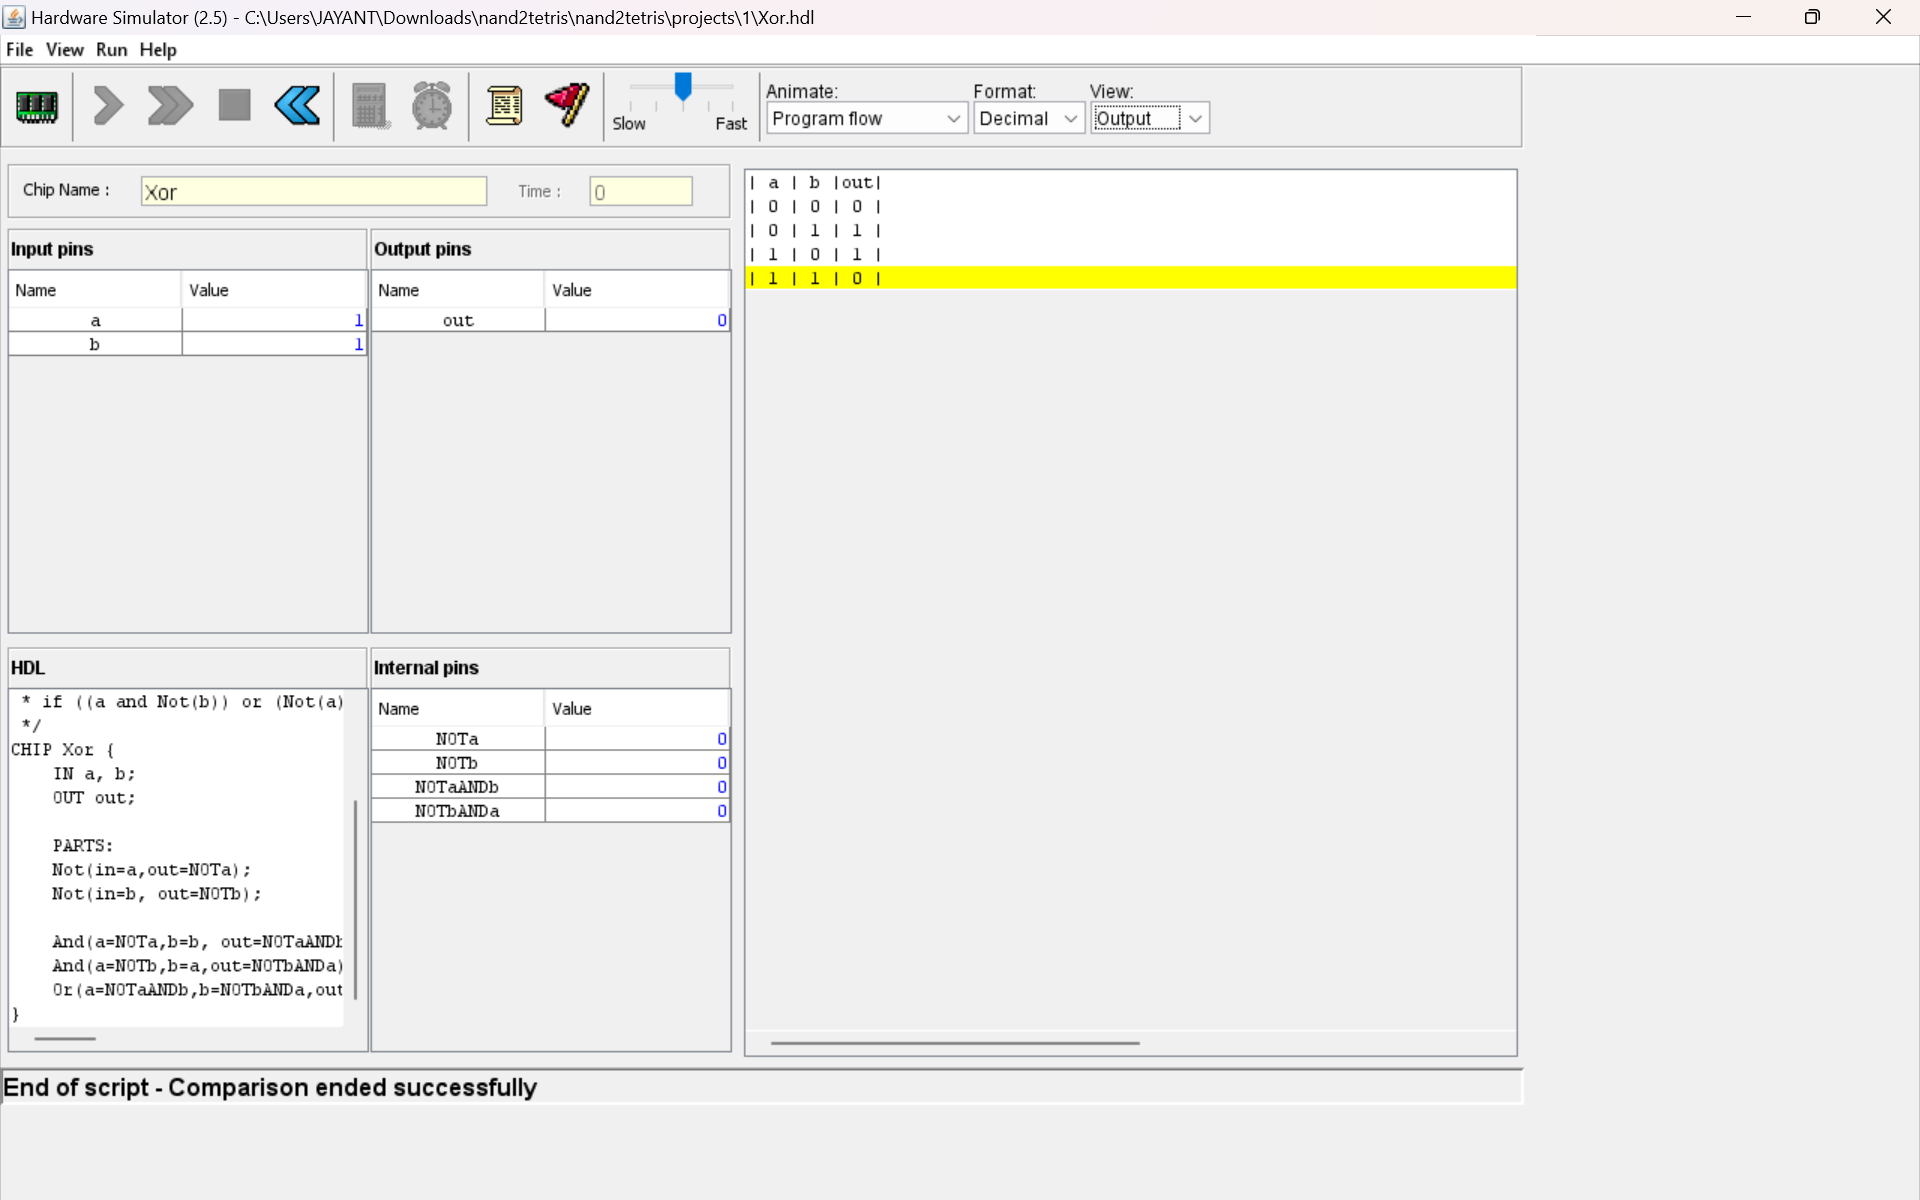 Hardware Simulator (2.5) - C:\Users\JAYANT\Downloads\nand2tetris\nand2tetris\projects\1\Xor.hdl
File View Run Help
Slow Fast
Animate: Format: View:
Program flow Decimal Output
Chip Name : Xor Time : 0
Input pins
Name Value
a 1
b 1
Output pins
Name Value
out 0
| a | b |out|
| 0 | 0 | 0 |
| 0 | 1 | 1 |
| 1 | 0 | 1 |
| 1 | 1 | 0 |
HDL
* if ((a and Not(b)) or (Not(a)
*/
CHIP Xor {
IN a, b;
OUT out;
PARTS:
Not(in=a,out=NOTa);
Not(in=b, out=NOTb);
And(a=NOTa,b=b, out=NOTaANDb
And(a=NOTb,b=a,out=NOTbANDa)
Or(a=NOTaANDb,b=NOTbANDa,out
}
Internal pins
Name Value
NOTa 0
NOTb 0
NOTaANDb 0
NOTbANDa 0
End of script - Comparison ended successfully